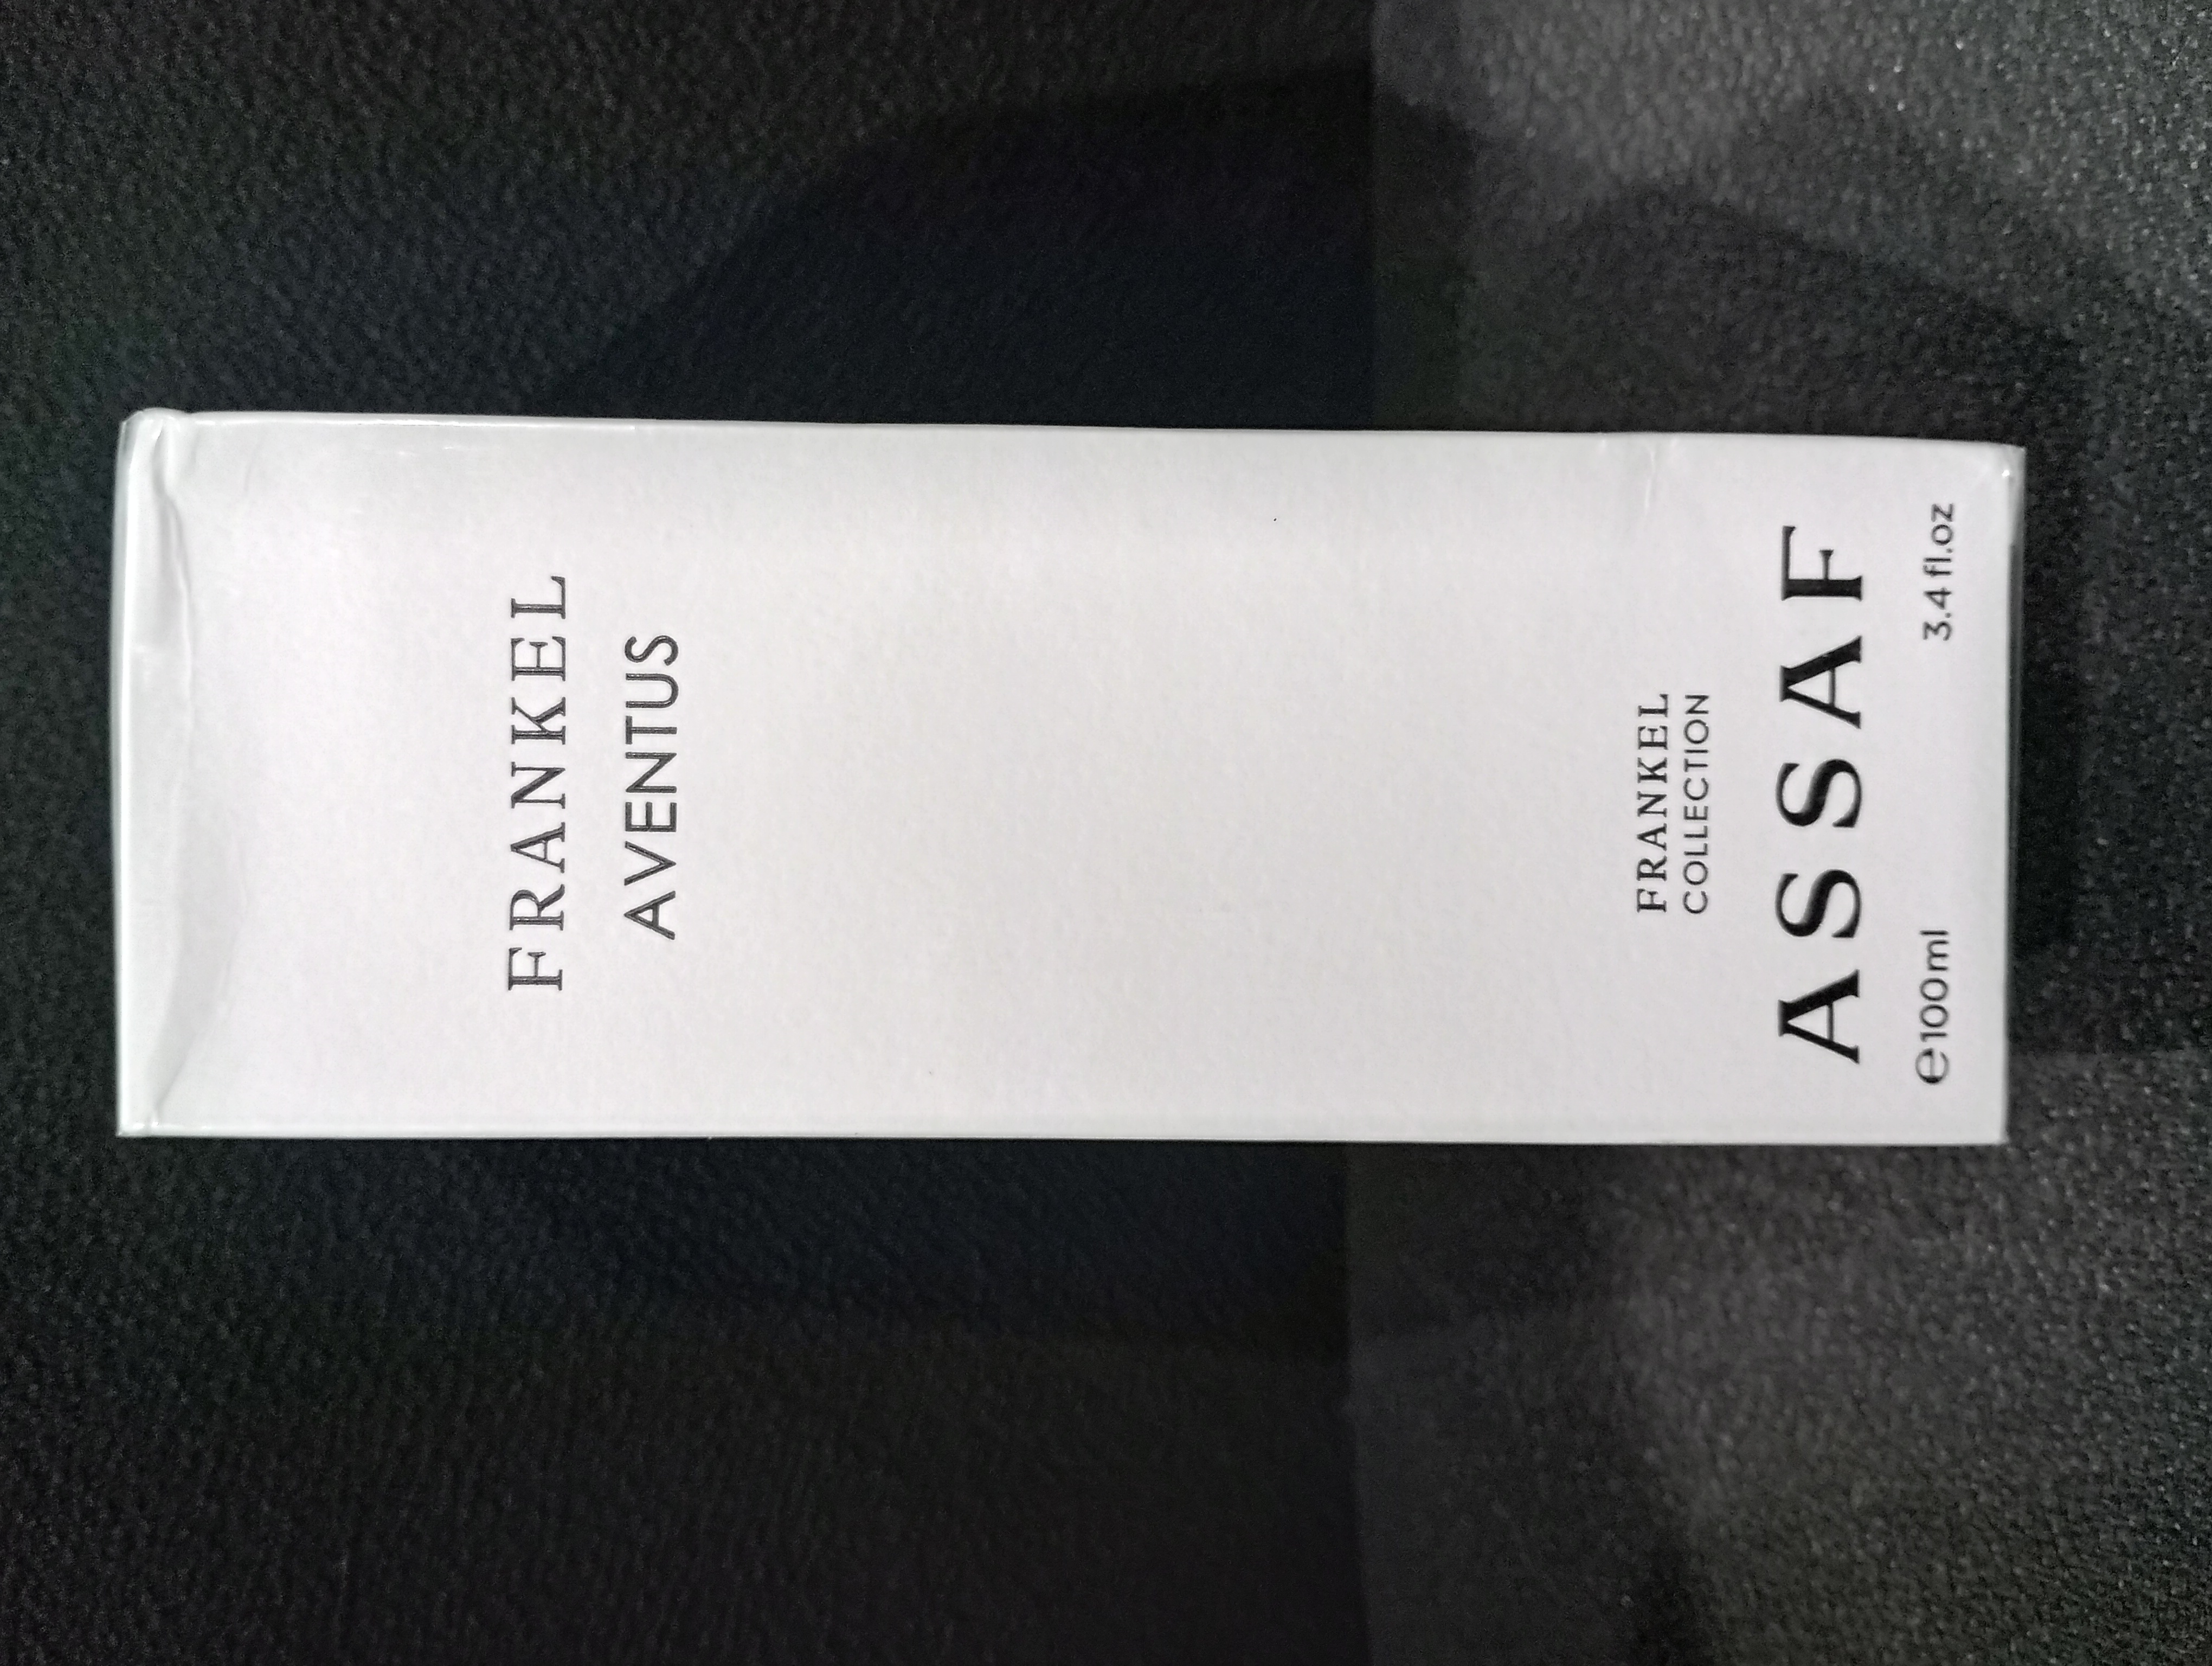 FRANKEL
AVENTUS
FRANKEL
COLLECTION
ASSAF
℮100ml 3.4 fl.oz